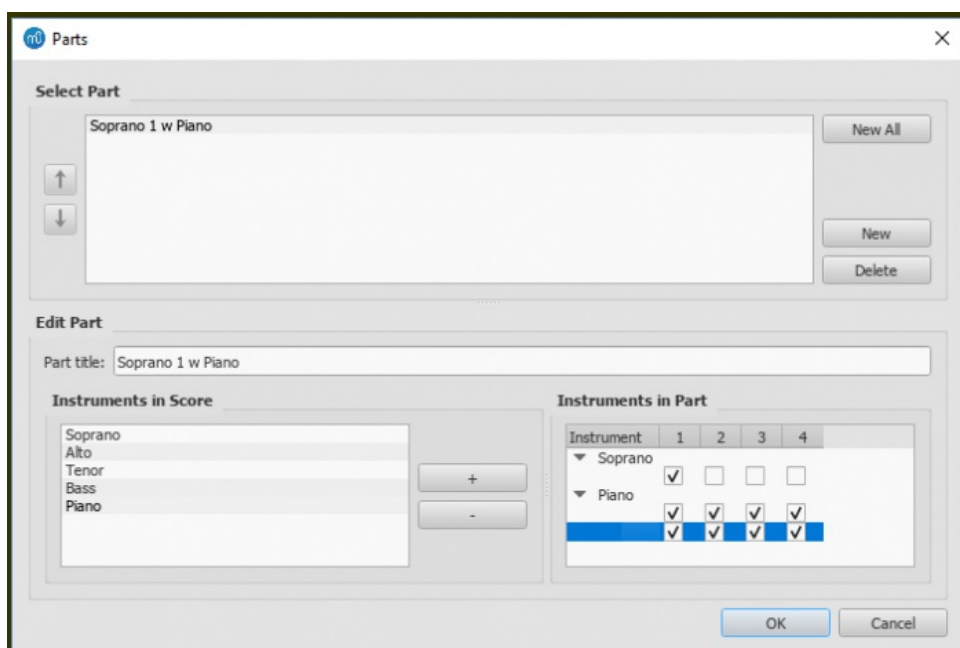 mû Parts
Select Part
Soprano 1 w Piano
New All
New
Delete
Edit Part
Part title: Soprano 1 w Piano
Instruments in Score
Soprano
Alto
Tenor
Bass
Piano
+
-
Instruments in Part
Instrument 1 2 3 4
Soprano
Piano
OK Cancel